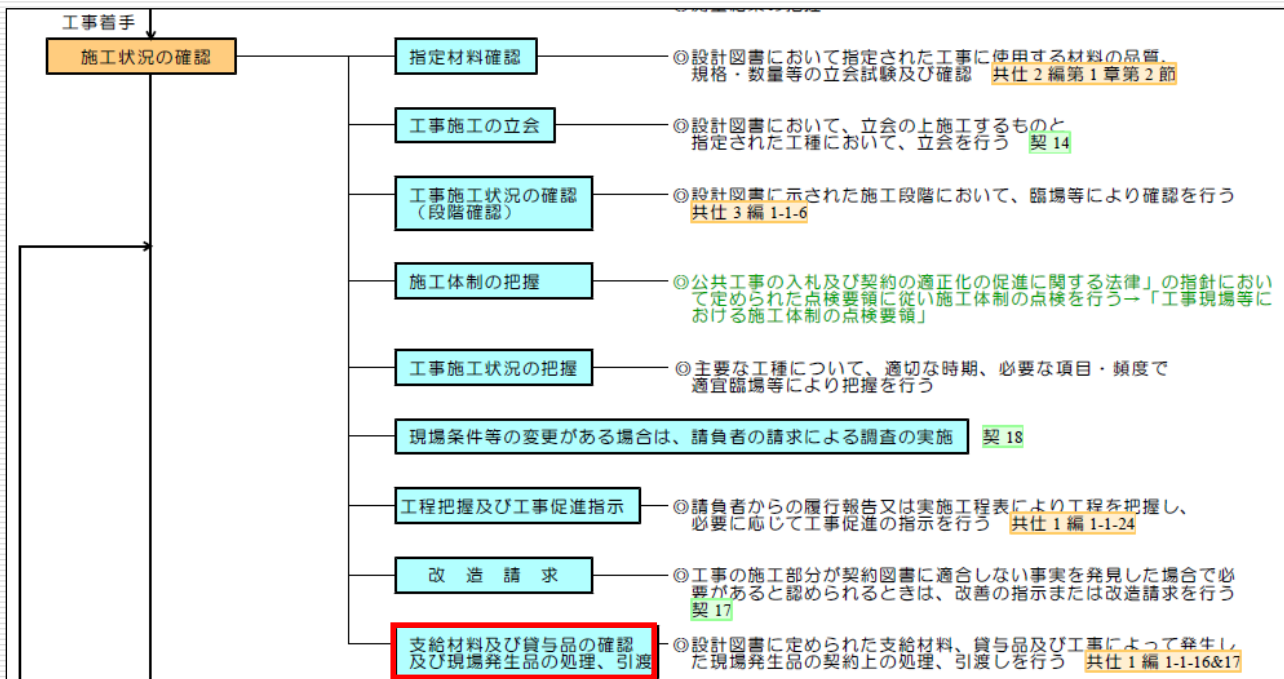 工事着手
施工状況の確認
指定材料確認
◎設計図書において指定された工事に使用する材料の品質、
規格・数量等の立会試験及び確認 共仕 2 編第 1 章第 2 節
工事施工の立会
◎設計図書において、立会の上施工するものと
指定された工種において、立会を行う 契 14
工事施工状況の確認
（段階確認）
◎設計図書に示された施工段階において、臨場等により確認を行う
共仕 3 編 1-1-6
施工体制の把握
◎公共工事の入札及び契約の適正化の促進に関する法律」の指針におい
て定められた点検要領に従い施工体制の点検を行う→「工事現場等に
おける施工体制の点検要領」
工事施工状況の把握
◎主要な工種について、適切な時期、必要な項目・頻度で
適宜臨場等により把握を行う
現場条件等の変更がある場合は、請負者の請求による調査の実施 契 18
工程把握及び工事促進指示
◎請負者からの履行報告又は実施工程表により工程を把握し、
必要に応じて工事促進の指示を行う 共仕 1 編 1-1-24
改 造 請 求
◎工事の施工部分が契約図書に適合しない事実を発見した場合で必
要があると認められるときは、改善の指示または改造請求を行う
契 17
支給材料及び貸与品の確認
及び現場発生品の処理、引渡
◎設計図書に定められた支給材料、貸与品及び工事によって発生し
た現場発生品の契約上の処理、引渡しを行う 共仕 1 編 1-1-16&17